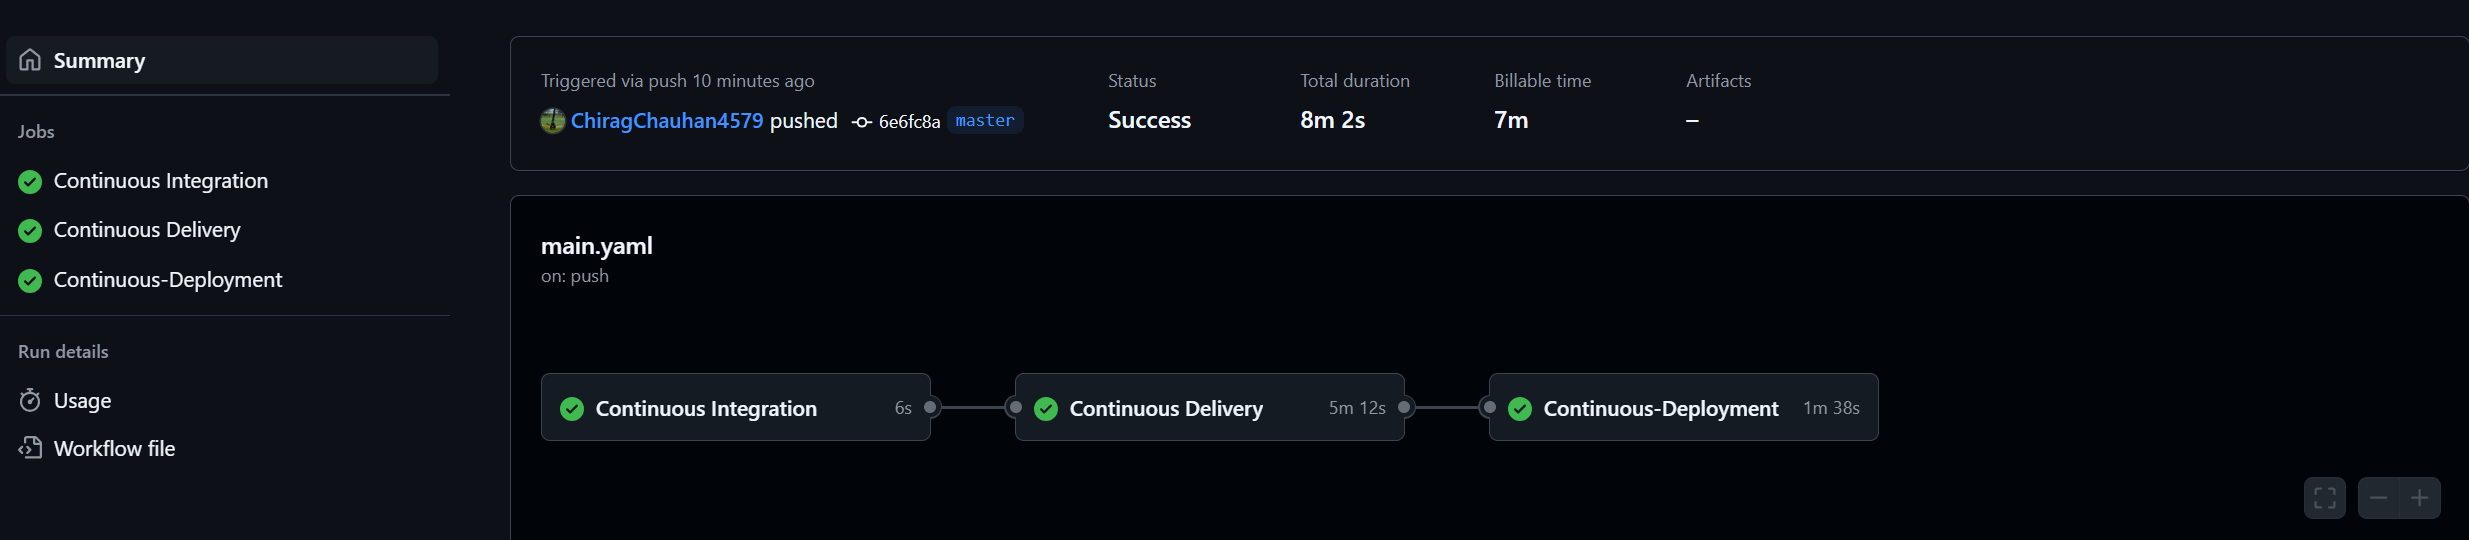 Summary
Jobs
Continuous Integration
Continuous Delivery
Continuous-Deployment
Run details
Usage
Workflow file
Triggered via push 10 minutes ago
ChiragChauhan4579 pushed 6e6fc8a master
Status
Success
Total duration
8m 2s
Billable time
7m
Artifacts
–
main.yaml
on: push
Continuous Integration 6s
Continuous Delivery 5m 12s
Continuous-Deployment 1m 38s